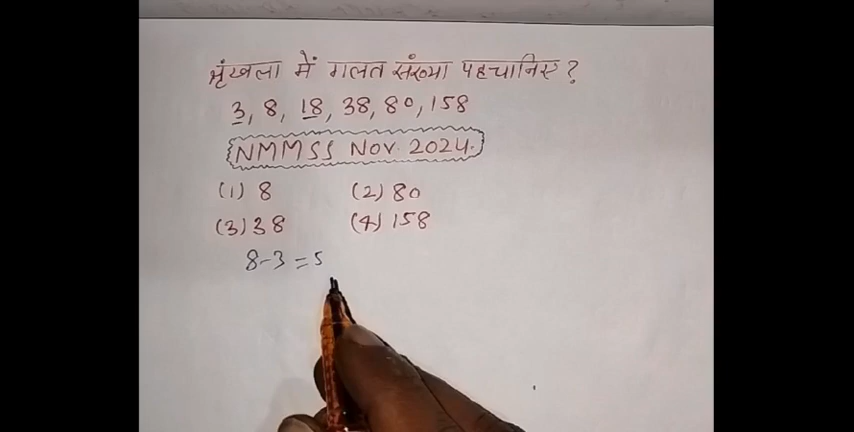 शृंखला में गलत संख्या पहचानिए?
3, 8, 18, 38, 80, 158
NMMSS Nov. 2024.
(1) 8 (2) 80
(3) 38 (4) 158
8-3 = 5